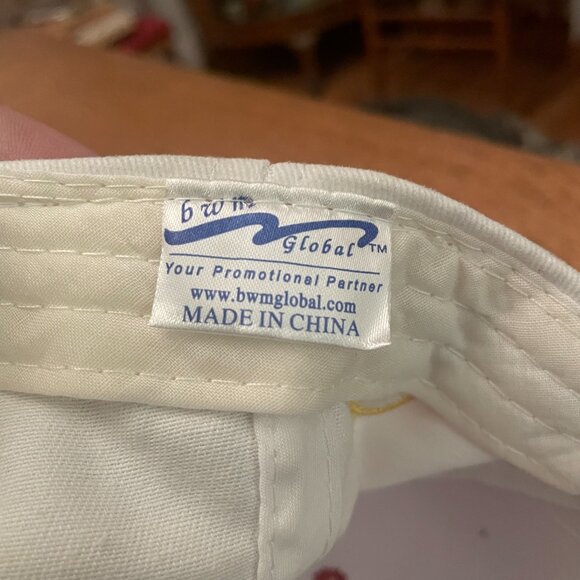 bwm
Global™
Your Promotional Partner
www.bwmglobal.com
MADE IN CHINA